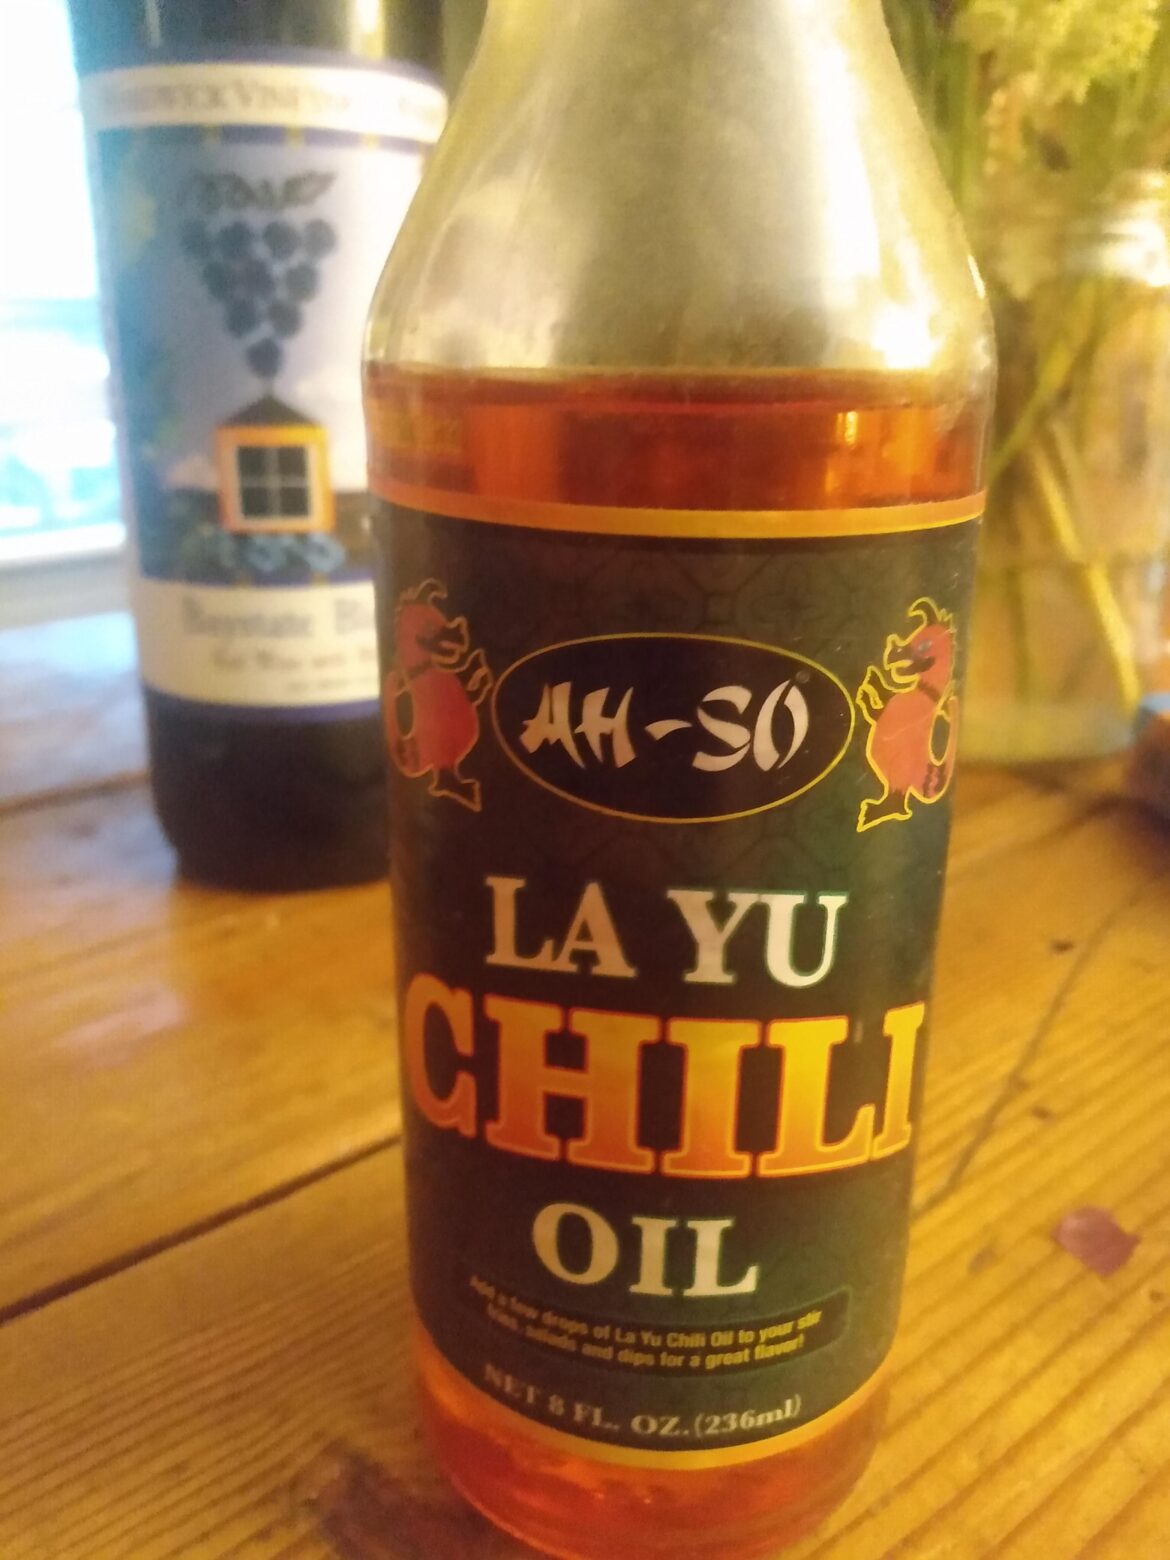 AH-SO
LA YU
CHILI
OIL
Add a few drops of La Yu Chili Oil to your stir
fries, salads and dips for a great flavor!
NET 8 FL. OZ. (236ml)